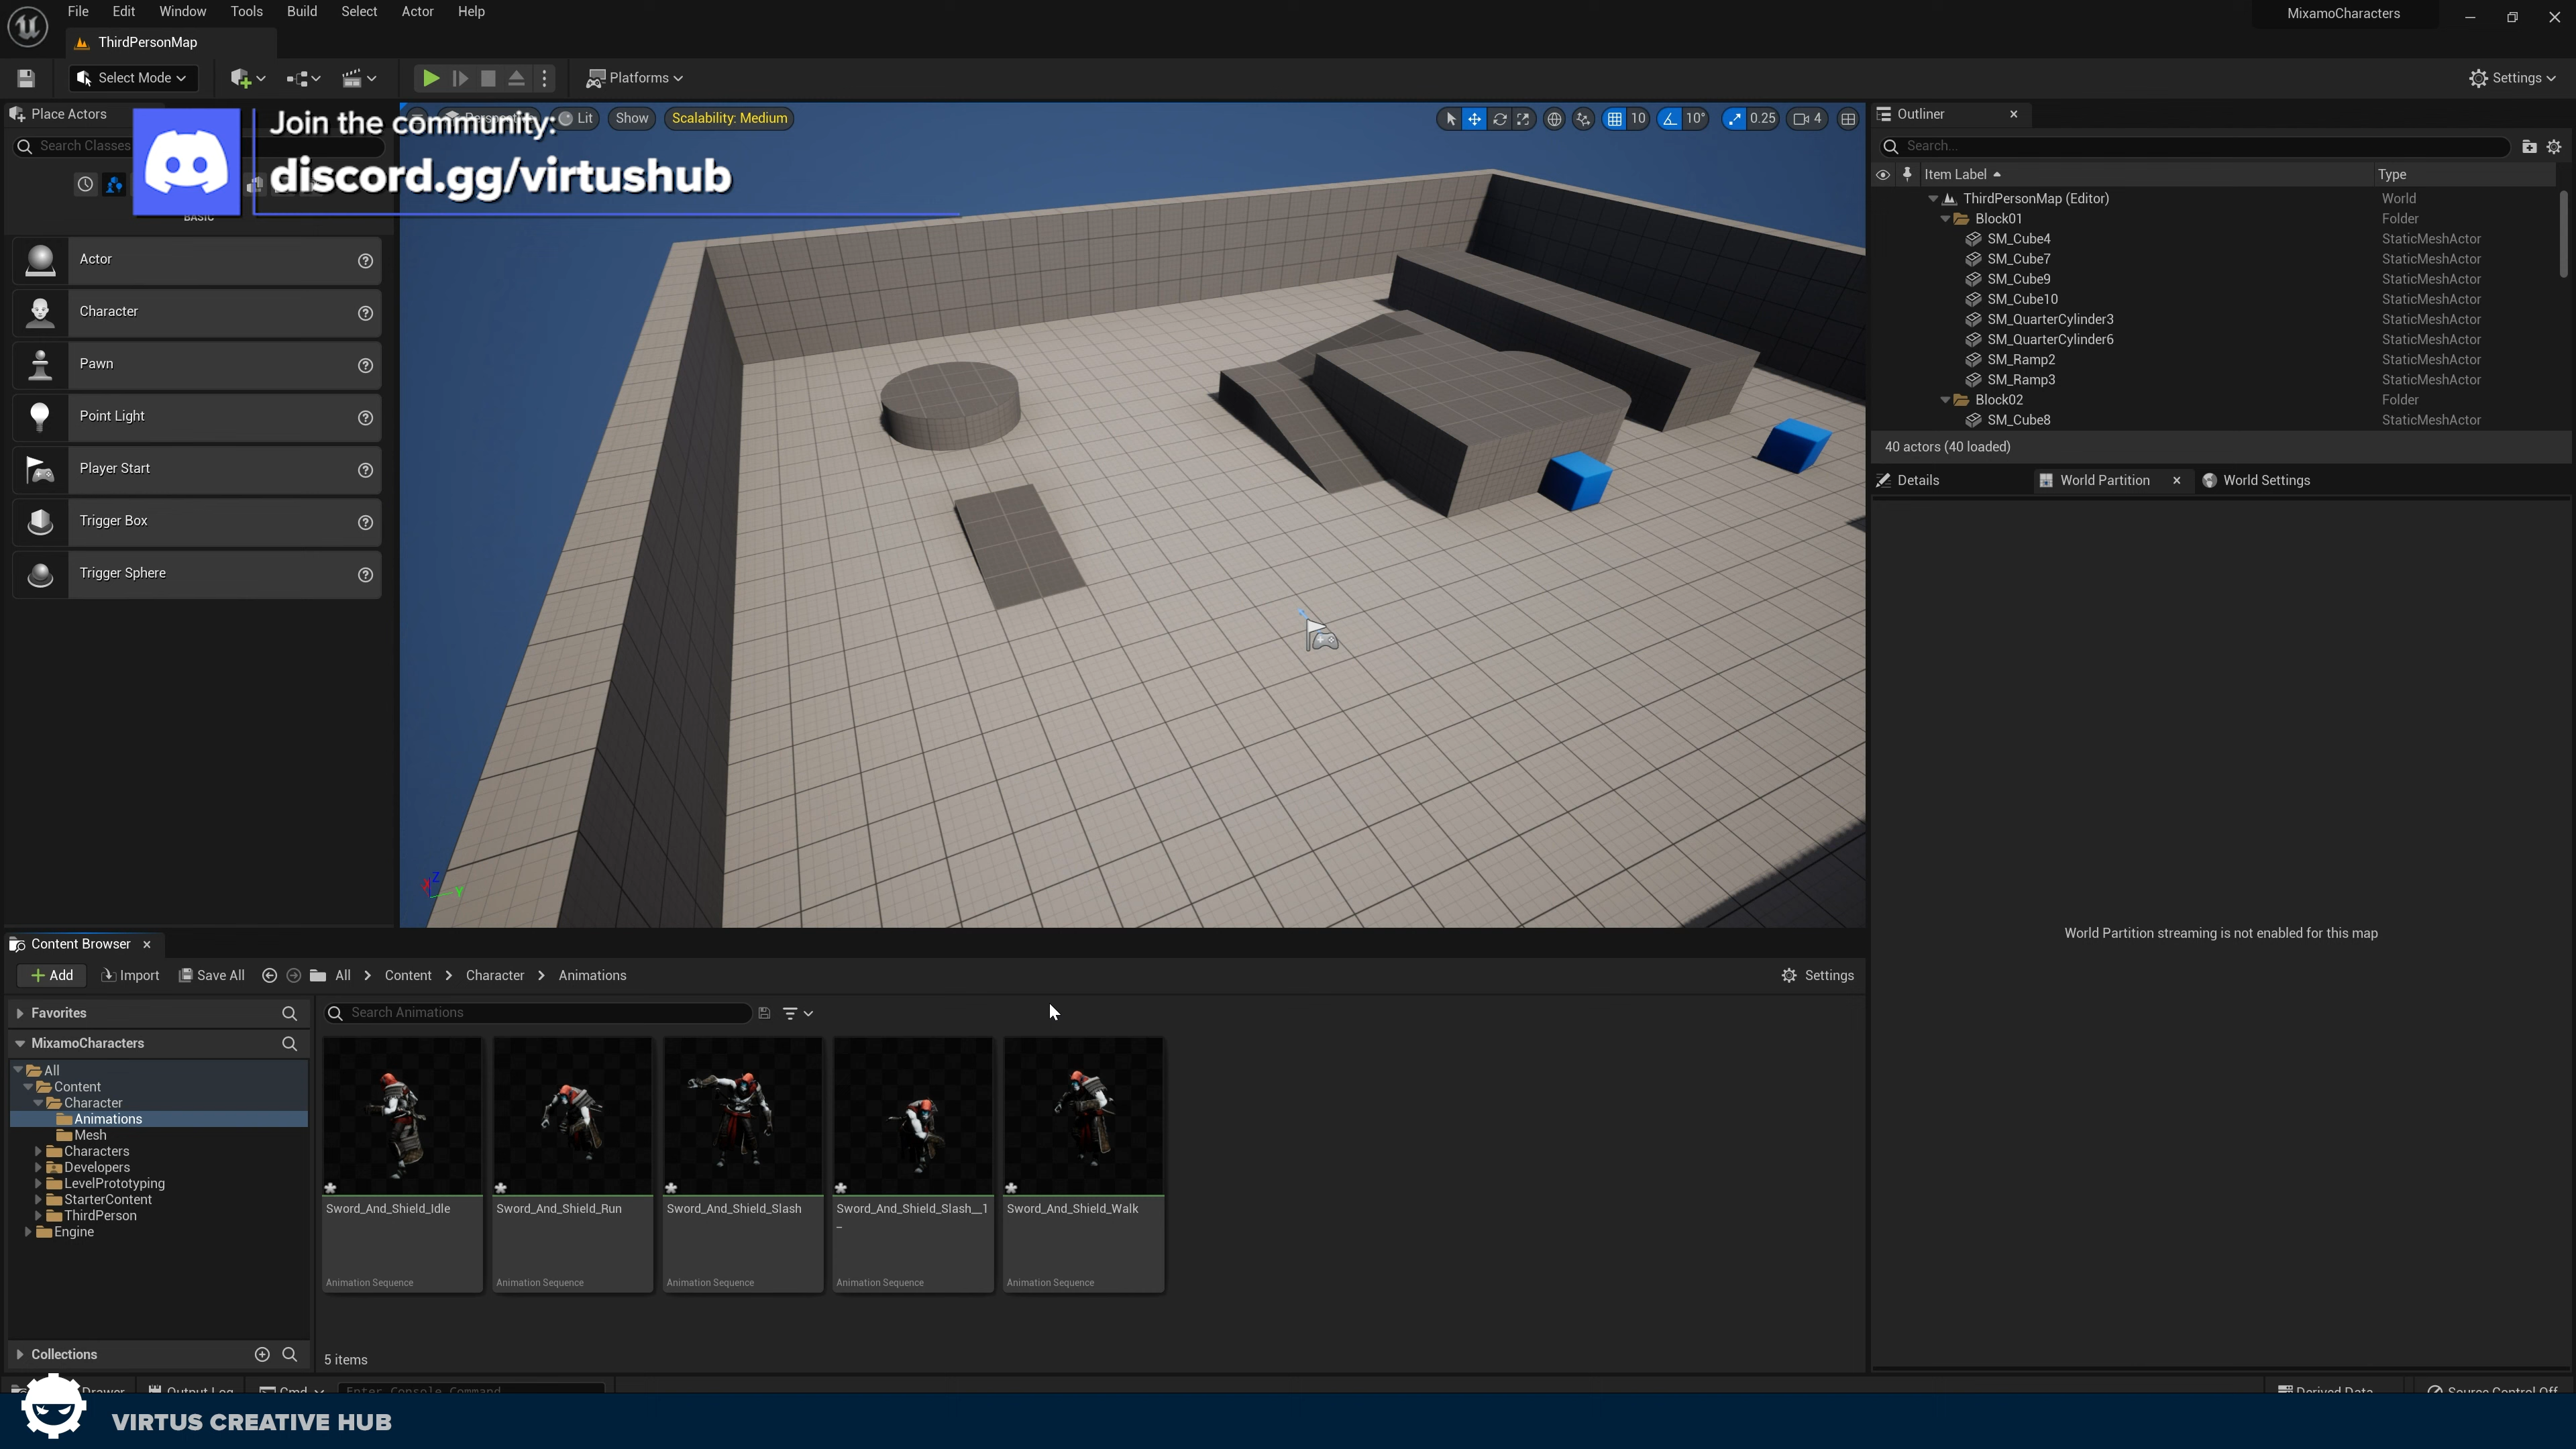 File Edit Window Tools Build Select Actor Help
MixamoCharacters
ThirdPersonMap
Select Mode
Platforms
Settings
Place Actors
Join the community:
discord.gg/virtushub
Search Classes
BASIC
Actor
Character
Pawn
Point Light
Player Start
Trigger Box
Trigger Sphere
Lit Show Scalability: Medium
10 10° 0.25 4
Z
Y
Outliner
Search...
Item Label Type
ThirdPersonMap (Editor) World
Block01 Folder
SM_Cube4 StaticMeshActor
SM_Cube7 StaticMeshActor
SM_Cube9 StaticMeshActor
SM_Cube10 StaticMeshActor
SM_QuarterCylinder3 StaticMeshActor
SM_QuarterCylinder6 StaticMeshActor
SM_Ramp2 StaticMeshActor
SM_Ramp3 StaticMeshActor
Block02 Folder
SM_Cube8 StaticMeshActor
40 actors (40 loaded)
Details World Partition World Settings
World Partition streaming is not enabled for this map
Content Browser
Add Import Save All All > Content > Character > Animations
Settings
Favorites
MixamoCharacters
All
Content
Character
Animations
Mesh
Characters
Developers
LevelPrototyping
StarterContent
ThirdPerson
Engine
Collections
Search Animations
Sword_And_Shield_Idle
Animation Sequence
Sword_And_Shield_Run
Animation Sequence
Sword_And_Shield_Slash
Animation Sequence
Sword_And_Shield_Slash__1
_
Animation Sequence
Sword_And_Shield_Walk
Animation Sequence
5 items
Drawer Output Log Cmd Enter Console Command
Derived Data Source Control Off
VIRTUS CREATIVE HUB